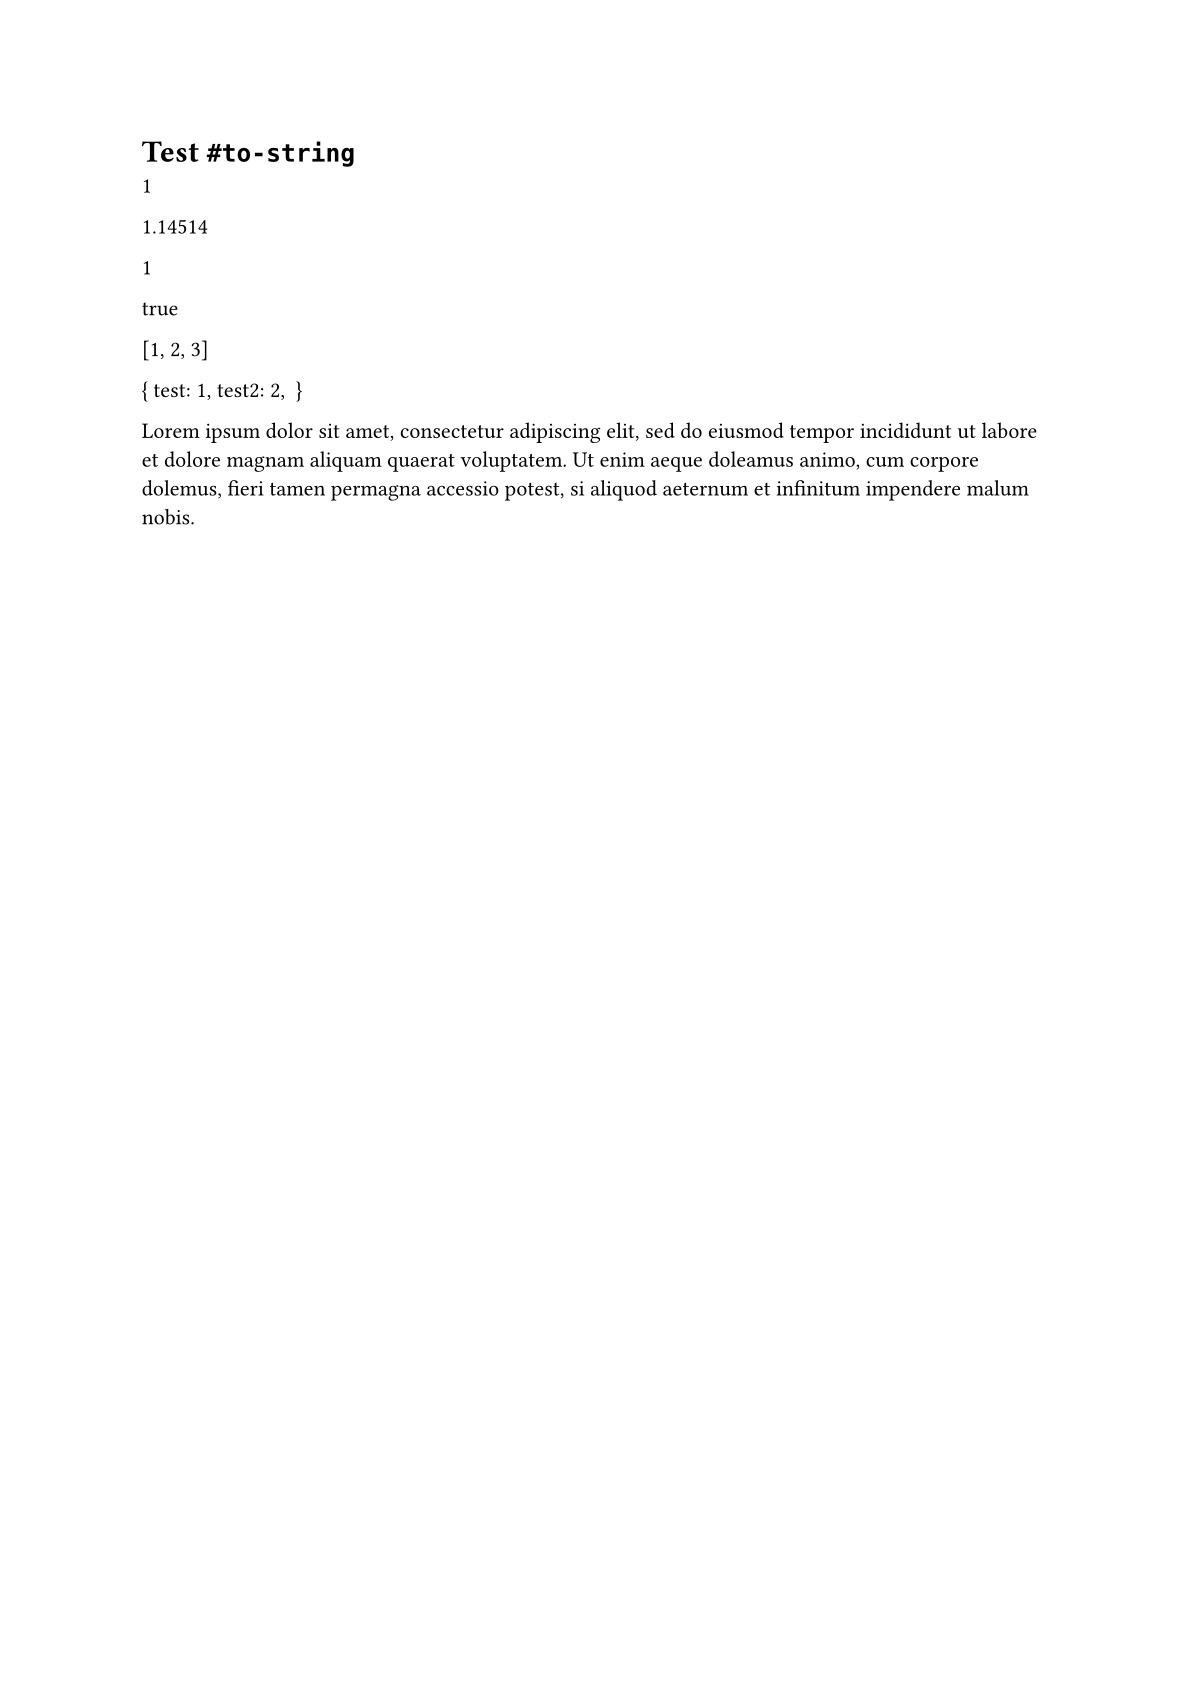 Test #to-string
1
1.14514
1
true
[1, 2, 3]
{ test: 1, test2: 2,  }
Lorem ipsum dolor sit amet, consectetur adipiscing elit, sed do eiusmod tempor incididunt ut labore
et dolore magnam aliquam quaerat voluptatem. Ut enim aeque doleamus animo, cum corpore
dolemus, fieri tamen permagna accessio potest, si aliquod aeternum et infinitum impendere malum
nobis.